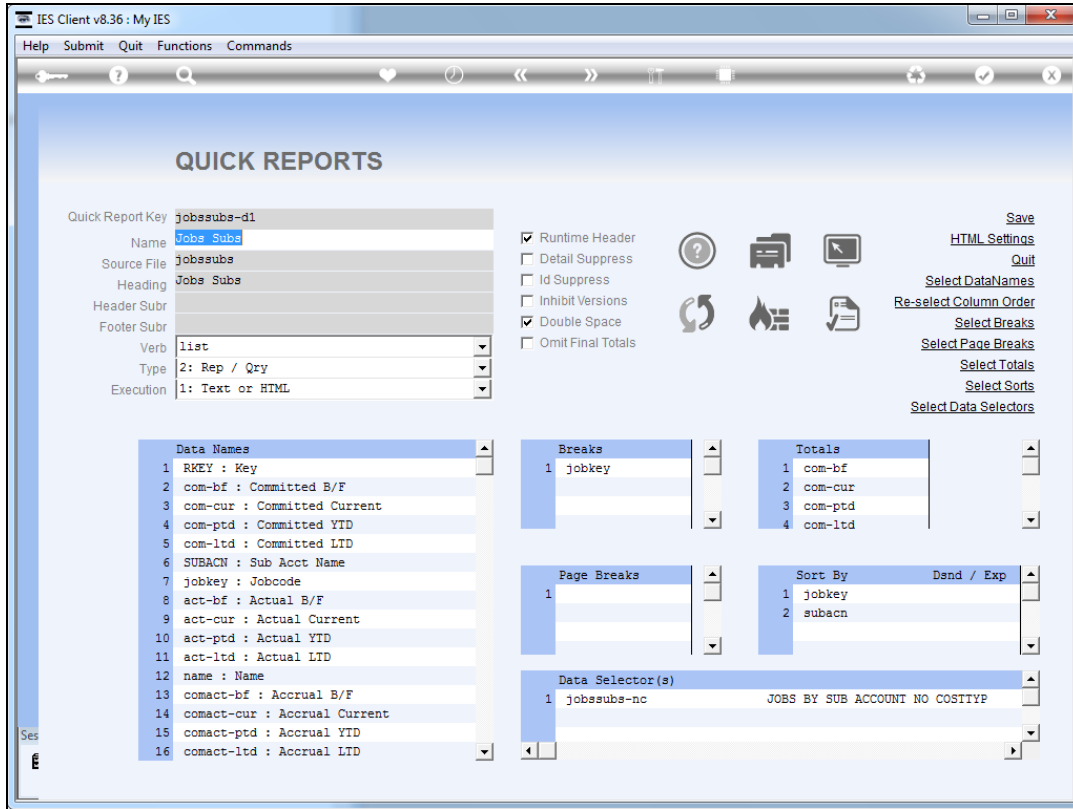 IES Client v8.36 : My IES
Help Submit Quit Functions Commands
QUICK REPORTS
Quick Report Key jobssubs-d1
Name Jobs Subs
Source File jobssubs
Heading Jobs Subs
Header Subr
Footer Subr
Verb list
Type 2: Rep / Qry
Execution 1: Text or HTML
Runtime Header
Detail Suppress
Id Suppress
Inhibit Versions
Double Space
Omit Final Totals
Save
HTML Settings
Quit
Select DataNames
Re-select Column Order
Select Breaks
Select Page Breaks
Select Totals
Select Sorts
Select Data Selectors
Data Names
1 RKEY : Key
2 com-bf : Committed B/F
3 com-cur : Committed Current
4 com-ptd : Committed YTD
5 com-ltd : Committed LTD
6 SUBACN : Sub Acct Name
7 jobkey : Jobcode
8 act-bf : Actual B/F
9 act-cur : Actual Current
10 act-ptd : Actual YTD
11 act-ltd : Actual LTD
12 name : Name
13 comact-bf : Accrual B/F
14 comact-cur : Accrual Current
15 comact-ptd : Accrual YTD
16 comact-ltd : Accrual LTD
Breaks
1 jobkey
Totals
1 com-bf
2 com-cur
3 com-ptd
4 com-ltd
Page Breaks
1
Sort By Dsnd / Exp
1 jobkey
2 subacn
Data Selector(s)
1 jobssubs-nc JOBS BY SUB ACCOUNT NO COSTTYP
Ses